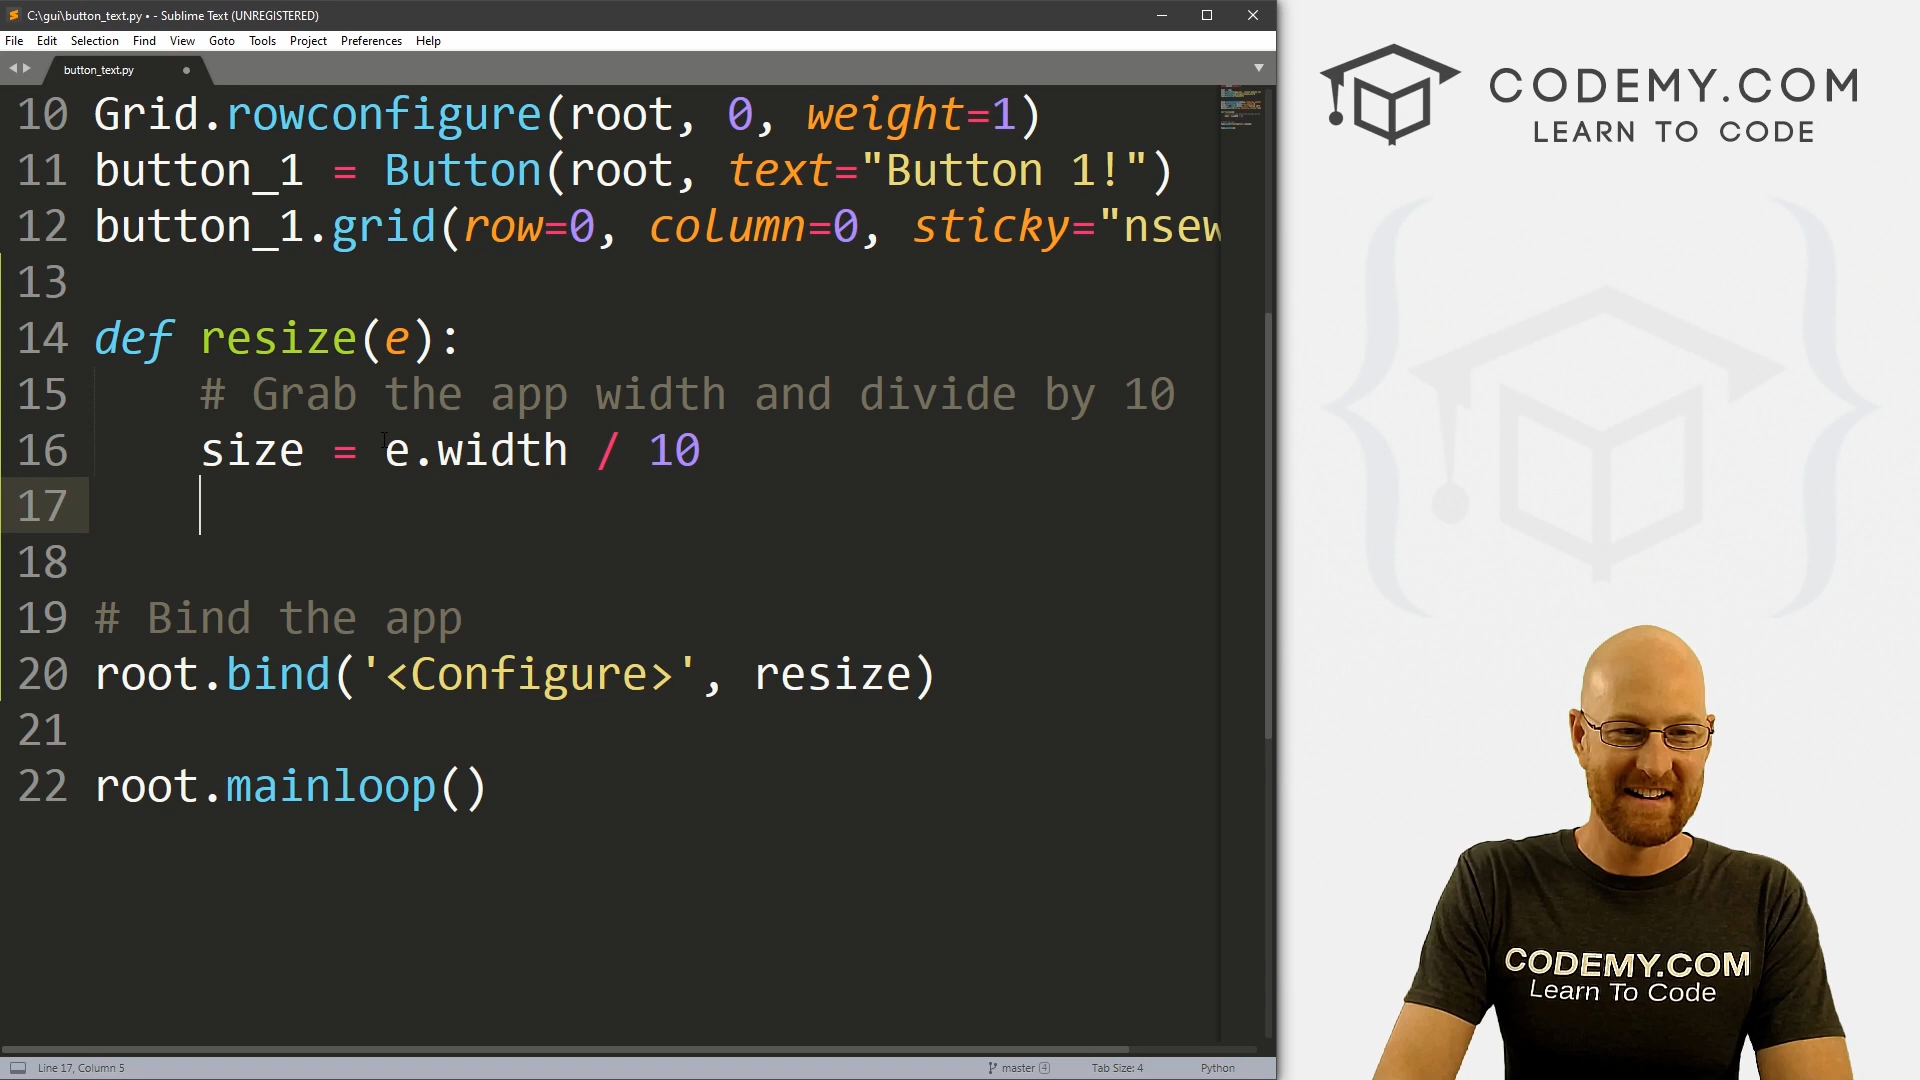 C:\gui\button_text.py • - Sublime Text (UNREGISTERED)
File Edit Selection Find View Goto Tools Project Preferences Help
button_text.py
10 Grid.rowconfigure(root, 0, weight=1)
11 button_1 = Button(root, text="Button 1!")
12 button_1.grid(row=0, column=0, sticky="nsew
13
14 def resize(e):
15 # Grab the app width and divide by 10
16 size = e.width / 10
17
18
19 # Bind the app
20 root.bind('<Configure>', resize)
21
22 root.mainloop()
Line 17, Column 5
master 4
Tab Size: 4
Python
CODEMY.COM
LEARN TO CODE
CODEMY.COM
Learn To Code